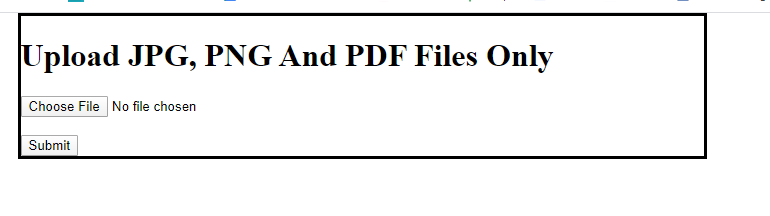 Upload JPG, PNG And PDF Files Only
Choose File No file chosen
Submit